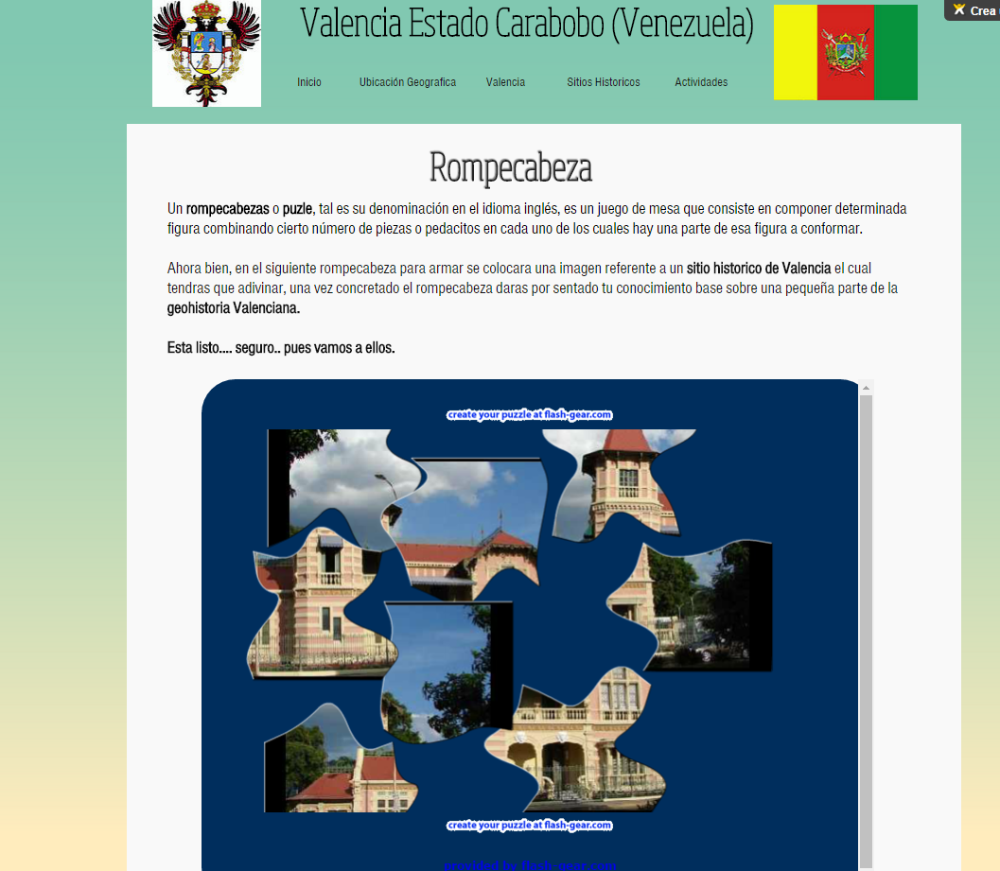 Valencia Estado Carabobo (Venezuela)
Crea
Inicio
Ubicación Geografica
Valencia
Sitios Historicos
Actividades
Rompecabeza
Un rompecabezas o puzle, tal es su denominación en el idioma inglés, es un juego de mesa que consiste en componer determinada
figura combinando cierto número de piezas o pedacitos en cada uno de los cuales hay una parte de esa figura a conformar.
Ahora bien, en el siguiente rompecabeza para armar se colocara una imagen referente a un sitio historico de Valencia el cual
tendras que adivinar, una vez concretado el rompecabeza daras por sentado tu conocimiento base sobre una pequeña parte de la
geohistoria Valenciana.
Esta listo.... seguro.. pues vamos a ellos.
create your puzzle at flash-gear.com
create your puzzle at flash-gear.com
provided by flash-gear.com